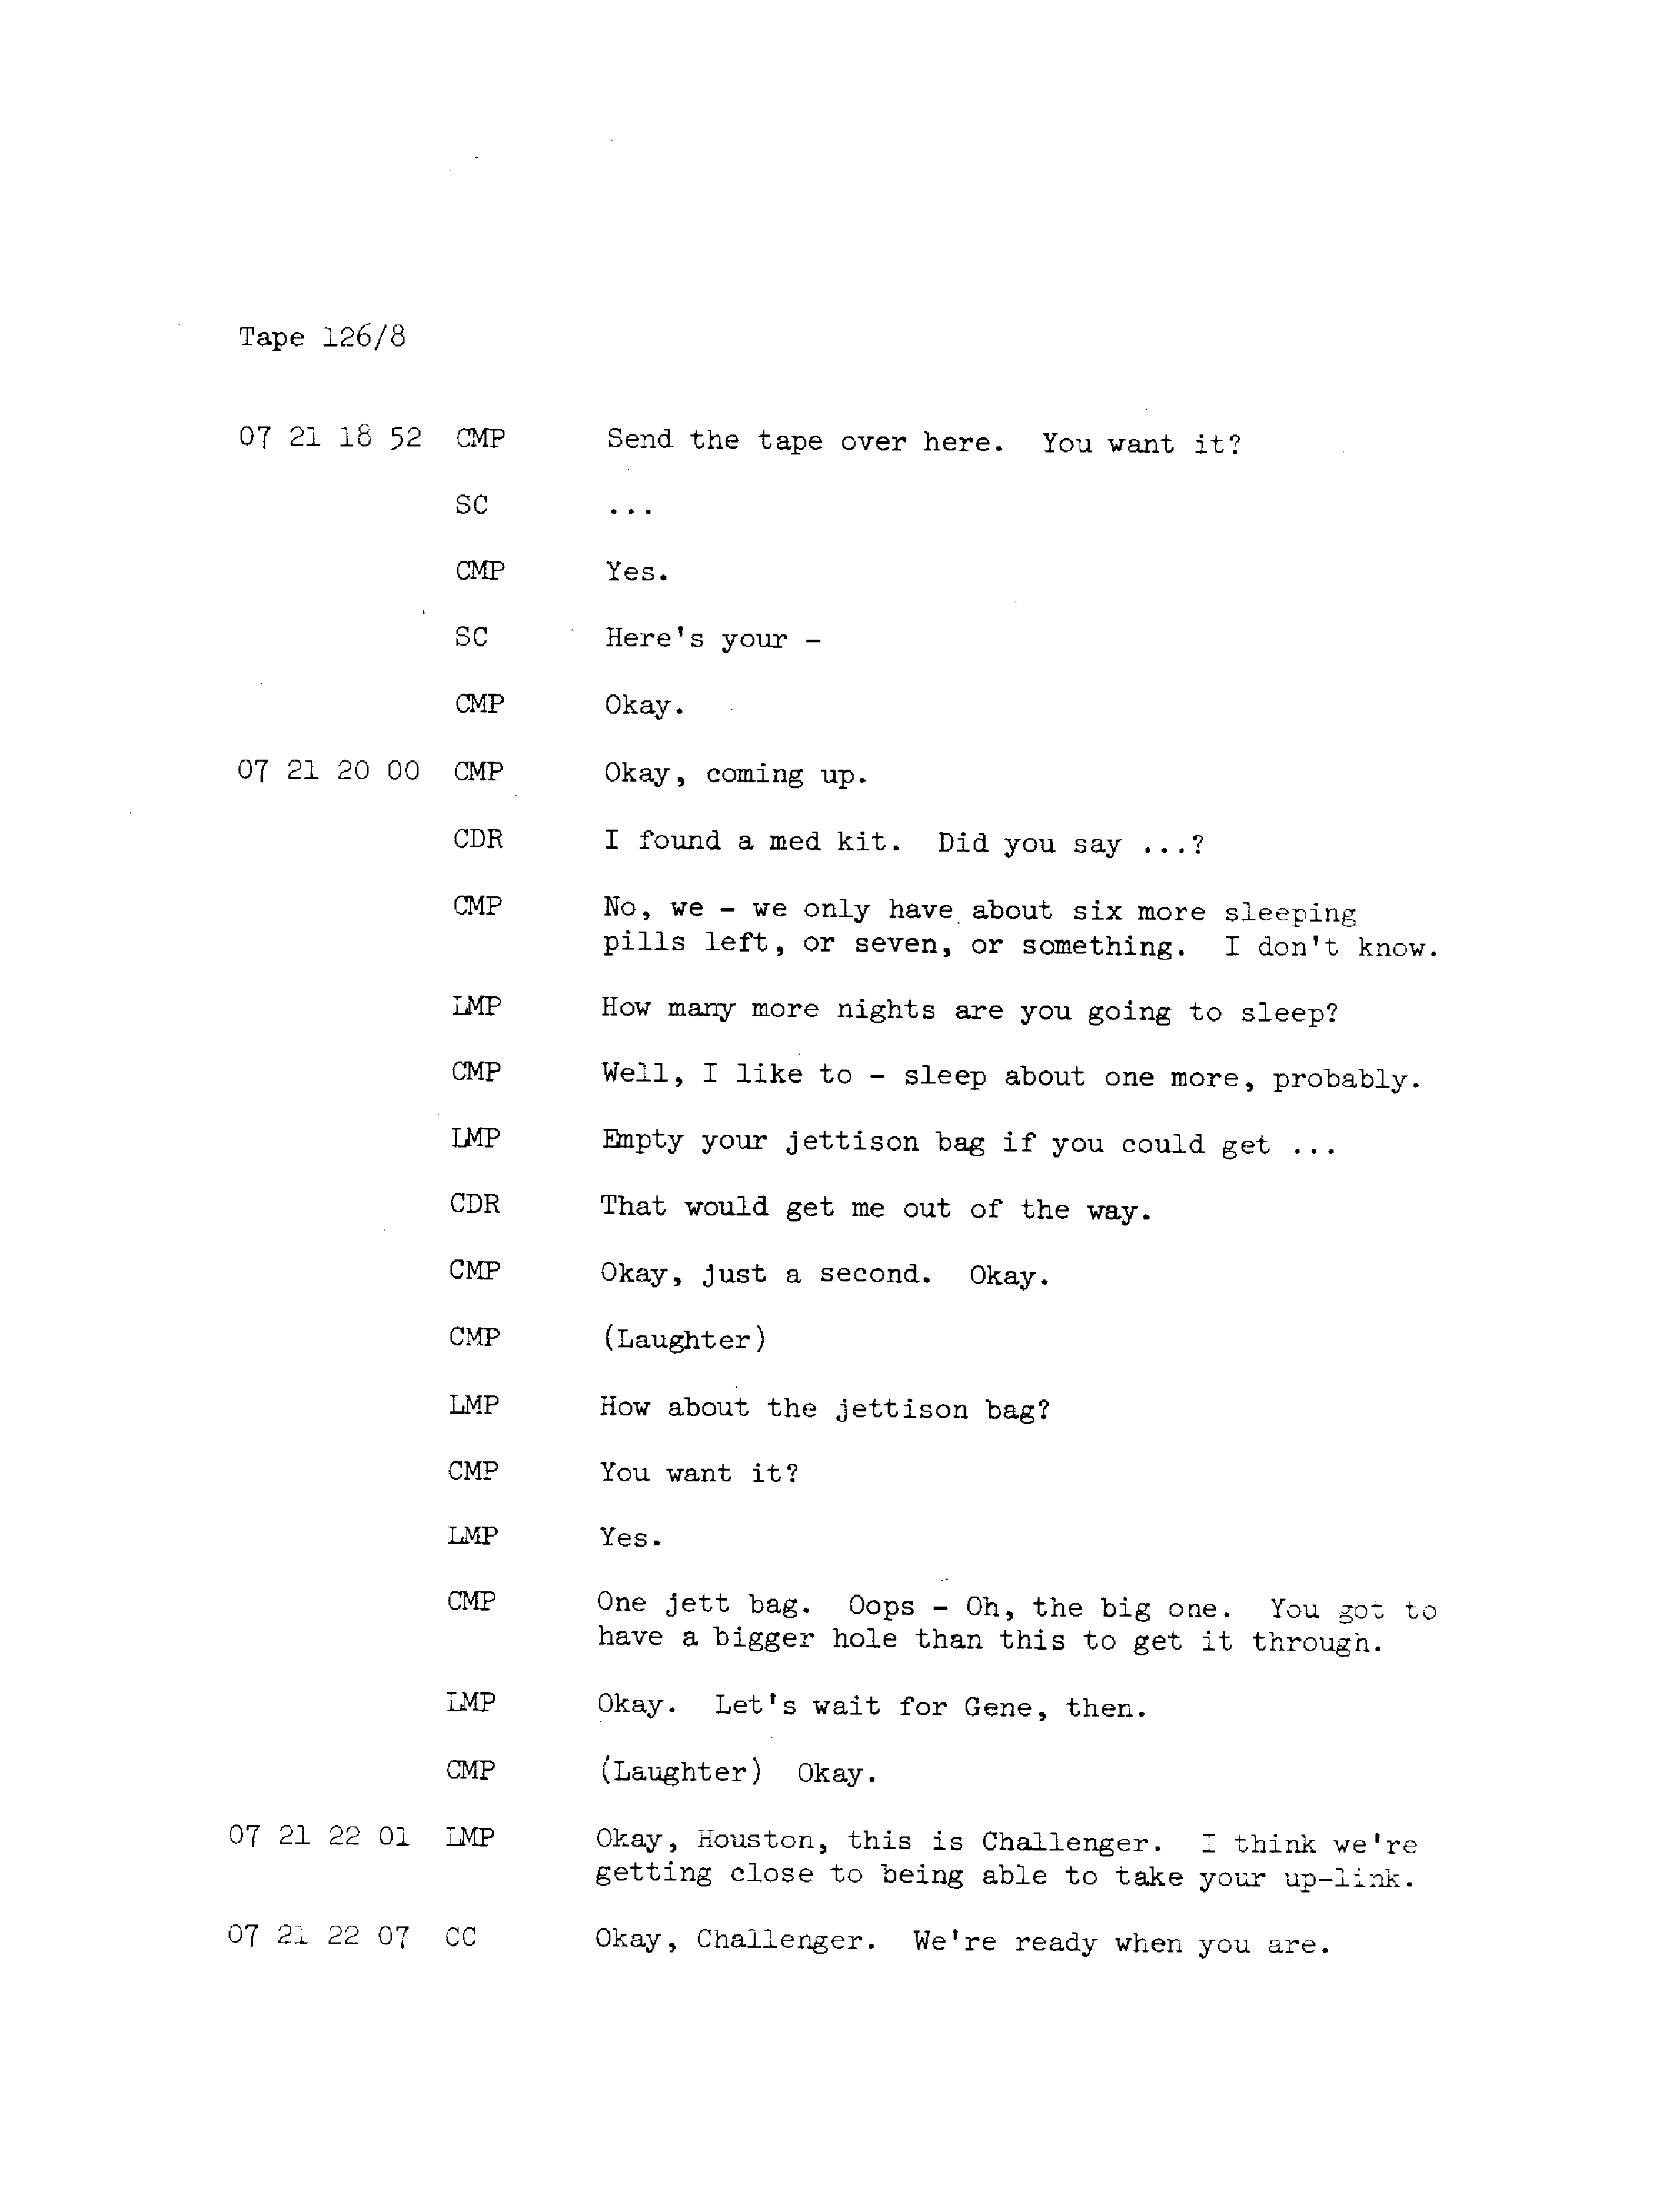 Tape 126/8
07 21 18 52 CMP Send the tape over here. You want it?
SC ...
CMP Yes.
SC Here's your -
CMP Okay.
07 21 20 00 CMP Okay, coming up.
CDR I found a med kit. Did you say ...?
CMP No, we - we only have about six more sleeping
pills left, or seven, or something. I don't know.
LMP How many more nights are you going to sleep?
CMP Well, I like to - sleep about one more, probably.
LMP Empty your jettison bag if you could get ...
CDR That would get me out of the way.
CMP Okay, just a second. Okay.
CMP (Laughter)
LMP How about the jettison bag?
CMP You want it?
LMP Yes.
CMP One jett bag. Oops - Oh, the big one. You got to
have a bigger hole than this to get it through.
LMP Okay. Let's wait for Gene, then.
CMP (Laughter) Okay.
07 21 22 01 LMP Okay, Houston, this is Challenger. I think we're
getting close to being able to take your up-link.
07 21 22 07 CC Okay, Challenger. We're ready when you are.